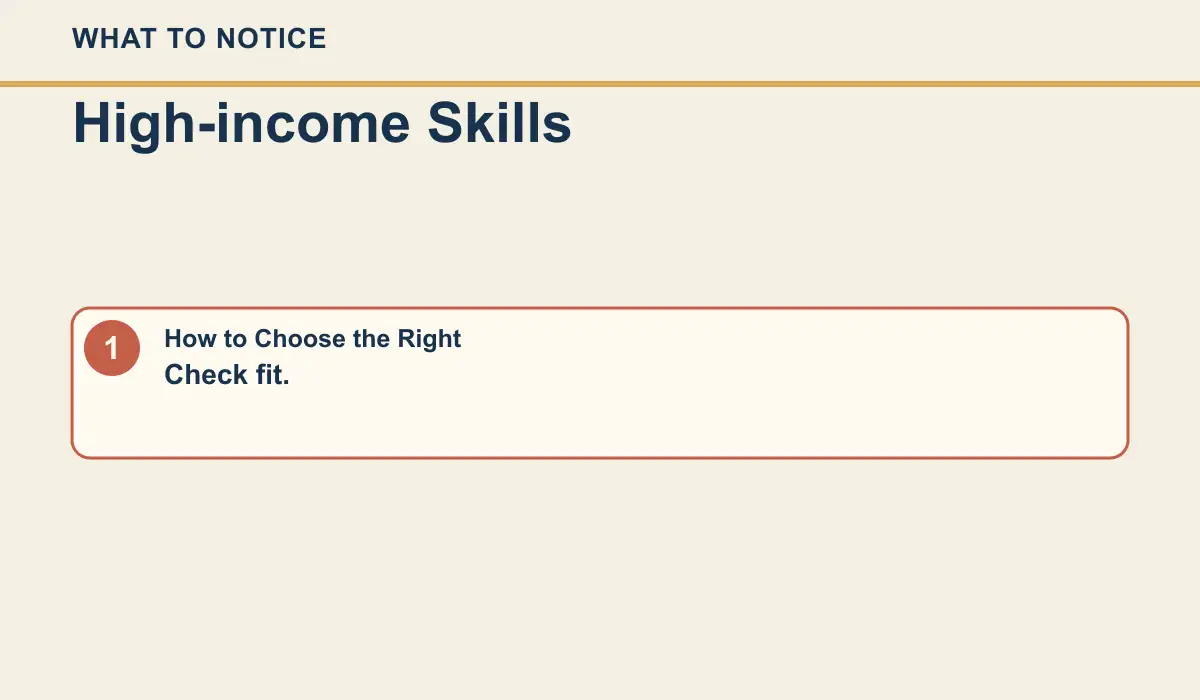 WHAT TO NOTICE
High-income Skills
1
How to Choose the Right
Check fit.